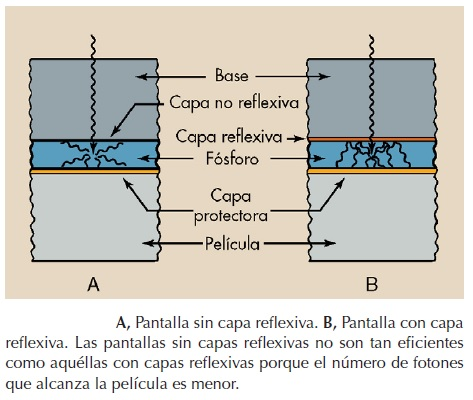 Base
Capa no reflexiva
Capa reflexiva
Fósforo
Capa
protectora
Película
A
B
A, Pantalla sin capa reflexiva. B, Pantalla con capa
reflexiva. Las pantallas sin capas reflexivas no son tan eficientes
como aquéllas con capas reflexivas porque el número de fotones
que alcanza la película es menor.